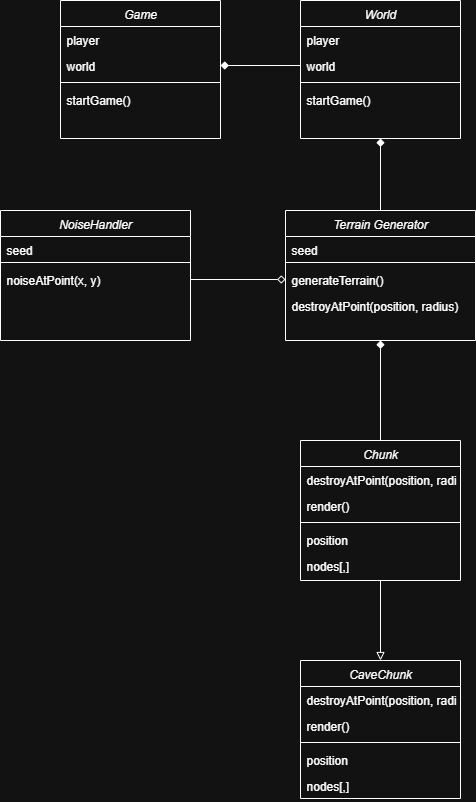 Game
player
world
startGame()
World
player
world
startGame()
NoiseHandler
seed
noiseAtPoint(x, y)
Terrain Generator
seed
generateTerrain()
destroyAtPoint(position, radius)
Chunk
destroyAtPoint(position, radi
render()
position
nodes[,]
CaveChunk
destroyAtPoint(position, radi
render()
position
nodes[,]